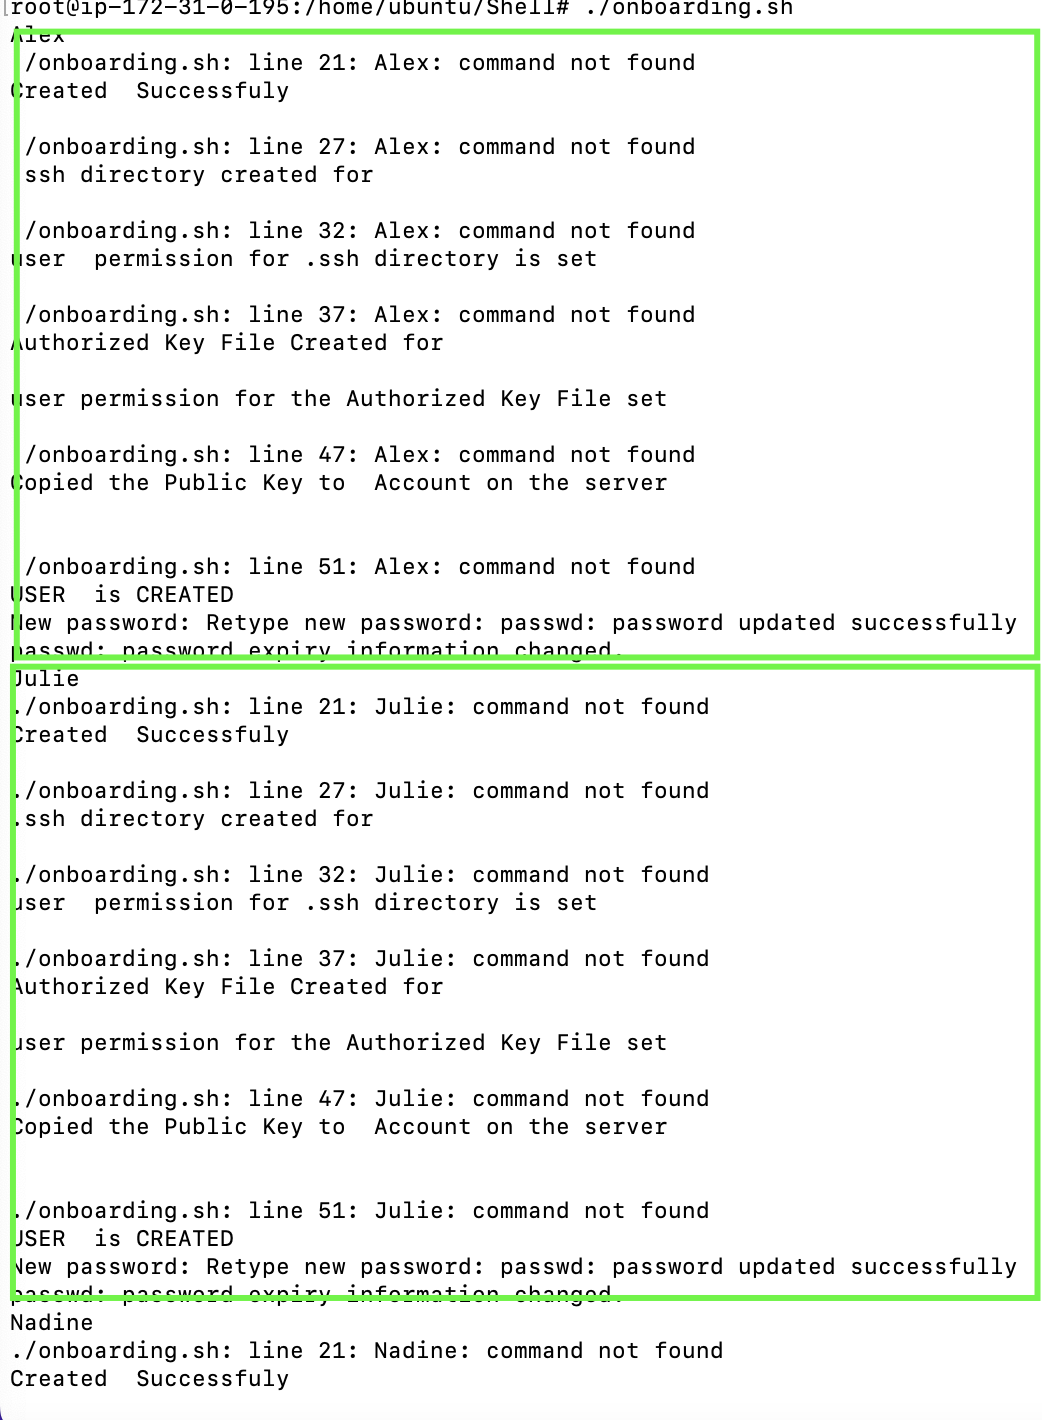 root@ip-172-31-0-195:/home/ubuntu/Shell# ./onboarding.sh
Alex
./onboarding.sh: line 21: Alex: command not found
Created  Successfuly
./onboarding.sh: line 27: Alex: command not found
.ssh directory created for
./onboarding.sh: line 32: Alex: command not found
user  permission for .ssh directory is set
./onboarding.sh: line 37: Alex: command not found
Authorized Key File Created for
user permission for the Authorized Key File set
./onboarding.sh: line 47: Alex: command not found
Copied the Public Key to  Account on the server
./onboarding.sh: line 51: Alex: command not found
USER  is CREATED
New password: Retype new password: passwd: password updated successfully
passwd: password expiry information changed.
Julie
./onboarding.sh: line 21: Julie: command not found
Created  Successfuly
./onboarding.sh: line 27: Julie: command not found
.ssh directory created for
./onboarding.sh: line 32: Julie: command not found
user  permission for .ssh directory is set
./onboarding.sh: line 37: Julie: command not found
Authorized Key File Created for
user permission for the Authorized Key File set
./onboarding.sh: line 47: Julie: command not found
Copied the Public Key to  Account on the server
./onboarding.sh: line 51: Julie: command not found
USER  is CREATED
New password: Retype new password: passwd: password updated successfully
passwd: password expiry information changed.
Nadine
./onboarding.sh: line 21: Nadine: command not found
Created  Successfuly